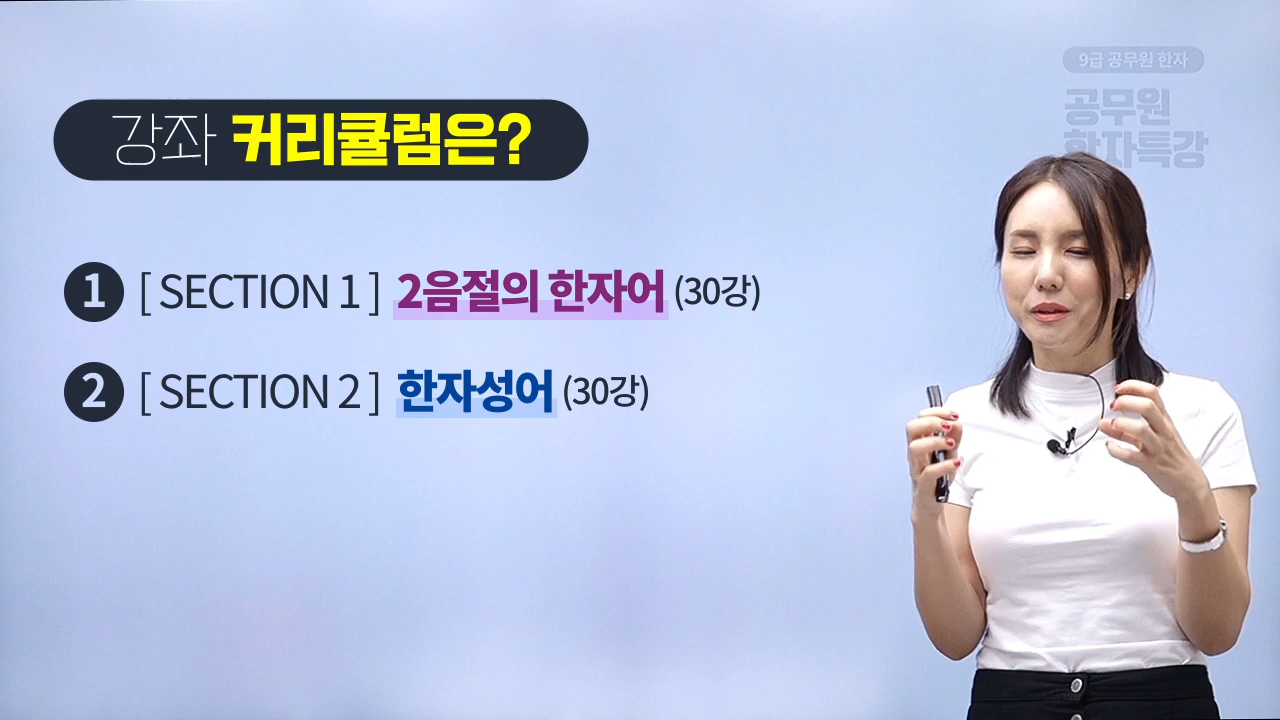 9급 공무원 한자
공무원
한자특강
강좌 커리큘럼은?
1 [ SECTION 1 ] 2음절의 한자어 (30강)
2 [ SECTION 2 ] 한자성어 (30강)